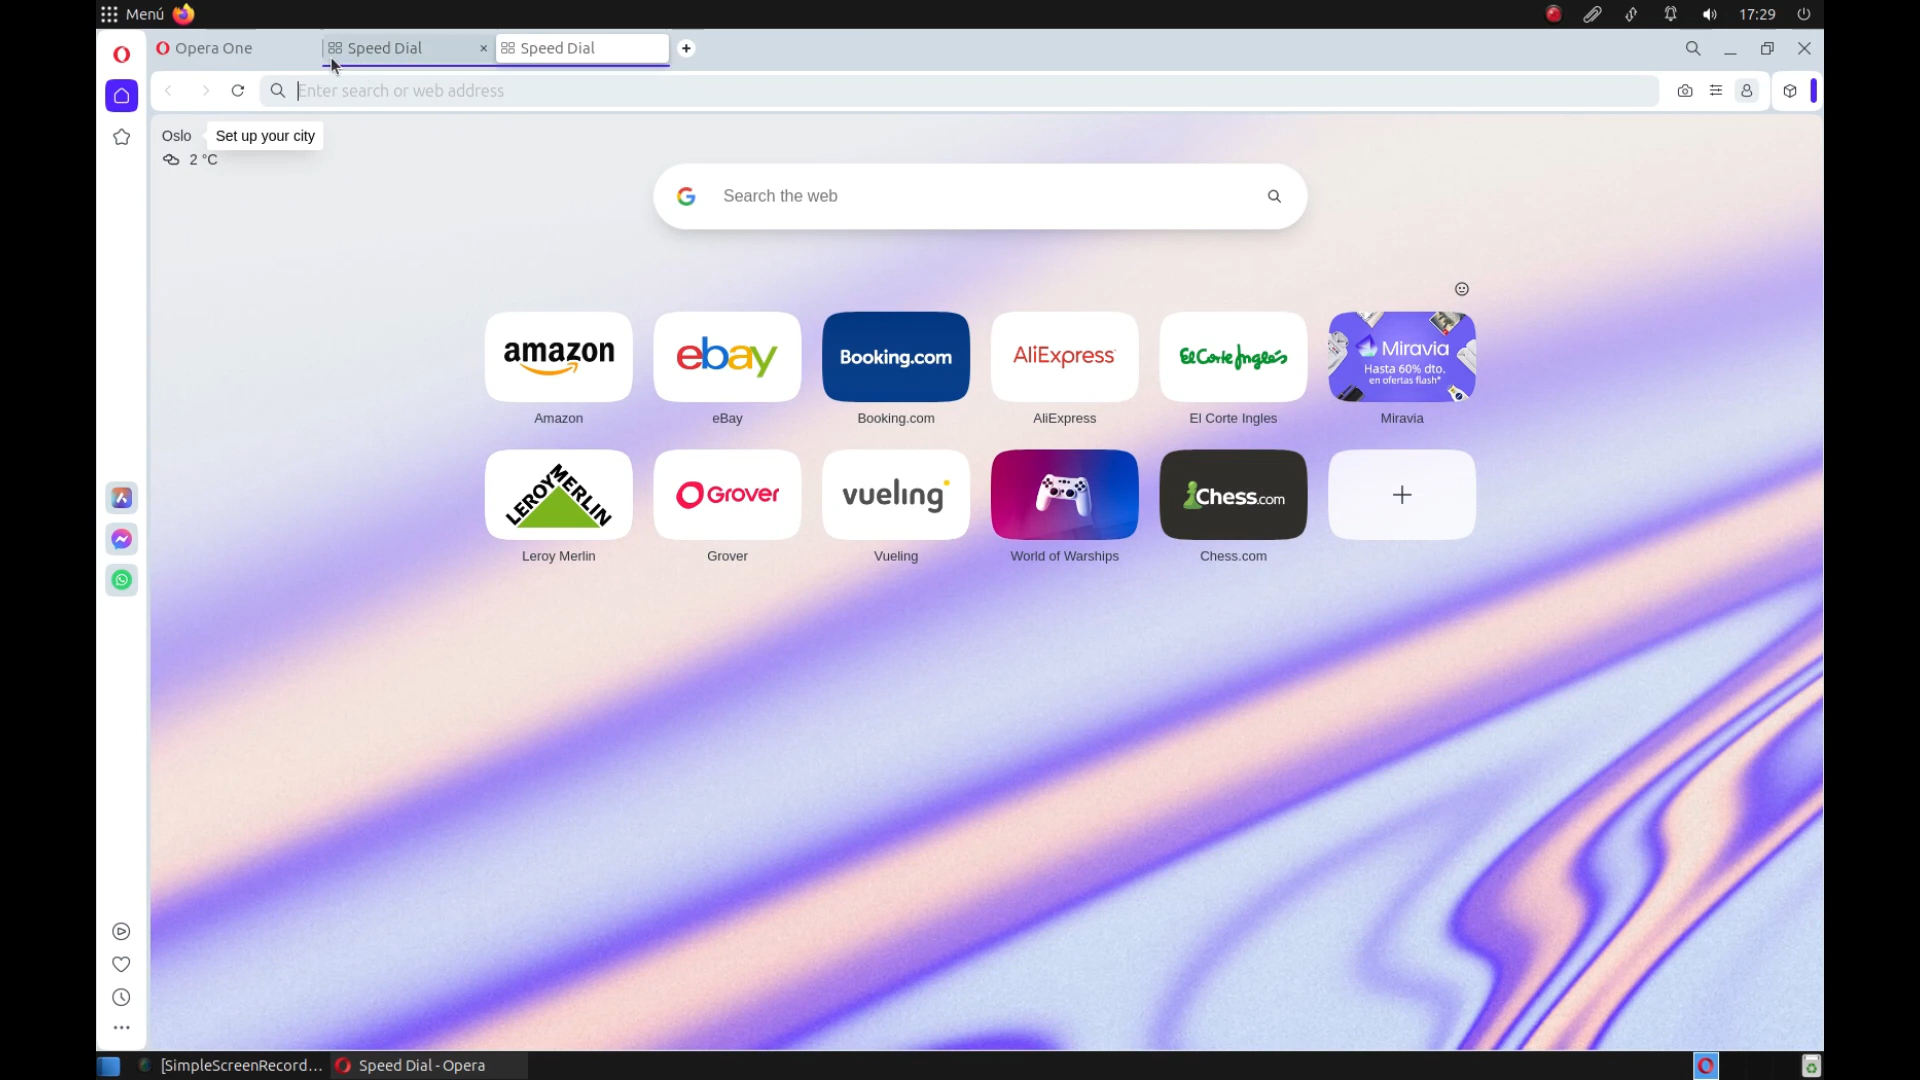 Menú
17:29
Opera One
Speed Dial
Speed Dial
Enter search or web address
Oslo
Set up your city
2 °C
Search the web
amazon
ebay
Booking.com
AliExpress
El Corte Inglés
Miravia
Hasta 60% dto.
en ofertas flash*
Amazon
eBay
Booking.com
AliExpress
El Corte Ingles
Miravia
LEROY MERLIN
Grover
vueling
Chess.com
Leroy Merlin
Grover
Vueling
World of Warships
Chess.com
[SimpleScreenRecord...
Speed Dial - Opera